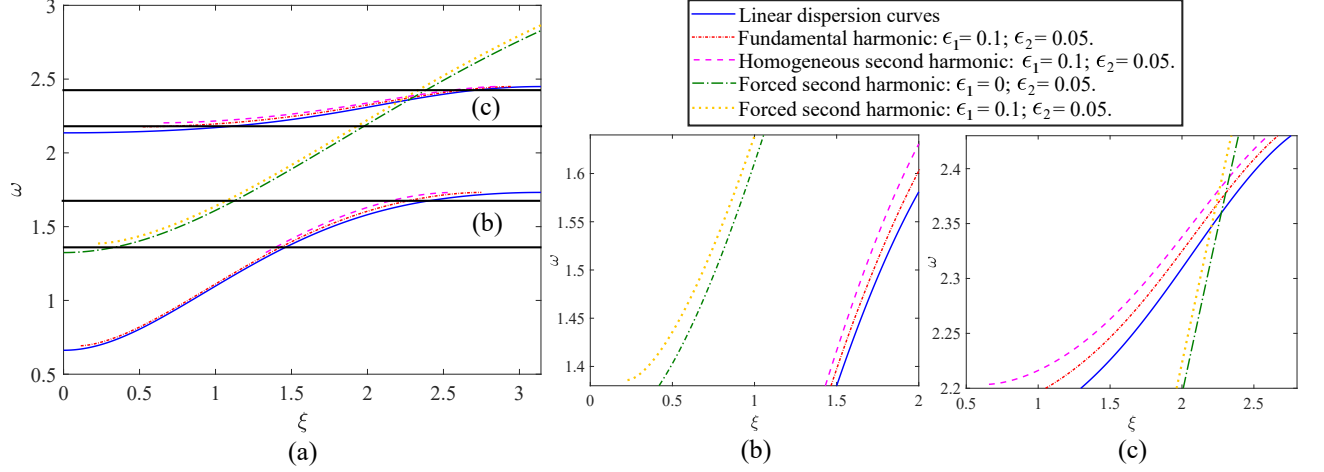 Linear dispersion curves
Fundamental harmonic: ϵ₁= 0.1; ϵ₂= 0.05.
Homogeneous second harmonic: ϵ₁= 0.1; ϵ₂= 0.05.
Forced second harmonic: ϵ₁= 0; ϵ₂= 0.05.
Forced second harmonic: ϵ₁= 0.1; ϵ₂= 0.05.
3
2.5
2
1.5
1
0.5
ω
(c)
(b)
0 0.5 1 1.5 2 2.5 3
ξ
(a)
1.6
1.55
1.5
1.45
1.4
ω
0 0.5 1 1.5 2
ξ
(b)
2.4
2.35
2.3
2.25
2.2
ω
0.5 1 1.5 2 2.5
ξ
(c)